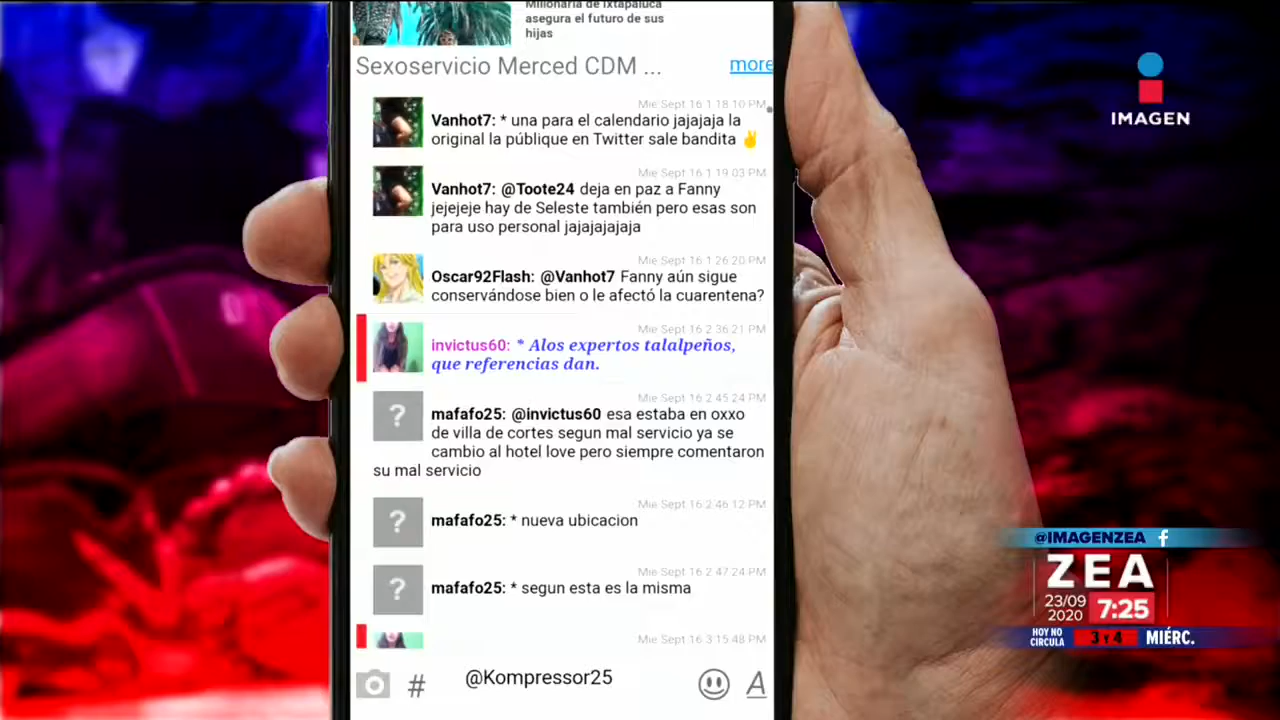 Millonaria de Ixtapaluca
asegura el futuro de sus
hijas
Sexoservicio Merced CDM ...
more
Mie Sept 16 1 18 10 PM
Vanhot7: * una para el calendario jajajaja la
original la públique en Twitter sale bandita ✌
Mie Sept 16 1 19 03 PM
Vanhot7: @Toote24 deja en paz a Fanny
jejejeje hay de Seleste también pero esas son
para uso personal jajajajajaja
Mie Sept 16 1 26 20 PM
Oscar92Flash: @Vanhot7 Fanny aún sigue
conservándose bien o le afectó la cuarentena?
Mie Sept 16 2 36 21 PM
invictus60: * Alos expertos talalpeños,
que referencias dan.
Mie Sept 16 2 45 24 PM
mafafo25: @invictus60 esa estaba en oxxo
de villa de cortes segun mal servicio ya se
cambio al hotel love pero siempre comentaron
su mal servicio
Mie Sept 16 2 46 12 PM
mafafo25: * nueva ubicacion
Mie Sept 16 2 47 24 PM
mafafo25: * segun esta es la misma
Mie Sept 16 3 15 48 PM
# @Kompressor25
A
IMAGEN
@IMAGENZEA f
ZEA
23/09
2020
7:25
HOY NO
CIRCULA
3 y 4
MIÉRC.